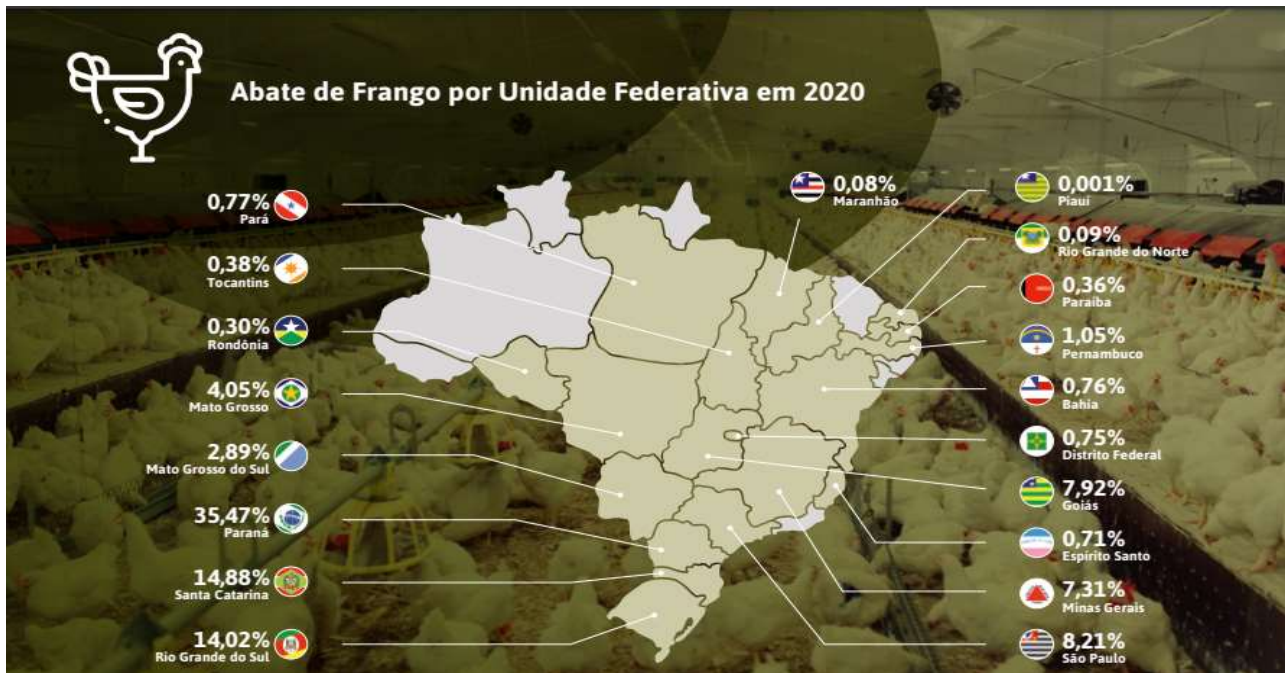 Abate de Frango por Unidade Federativa em 2020
0,77%
Pará
0,38%
Tocantins
0,30%
Rondônia
4,05%
Mato Grosso
2,89%
Mato Grosso do Sul
35,47%
Paraná
14,88%
Santa Catarina
14,02%
Rio Grande do Sul
0,08%
Maranhão
0,001%
Piauí
0,09%
Rio Grande do Norte
0,36%
Paraíba
1,05%
Pernambuco
0,76%
Bahia
0,75%
Distrito Federal
7,92%
Goiás
0,71%
Espírito Santo
7,31%
Minas Gerais
8,21%
São Paulo